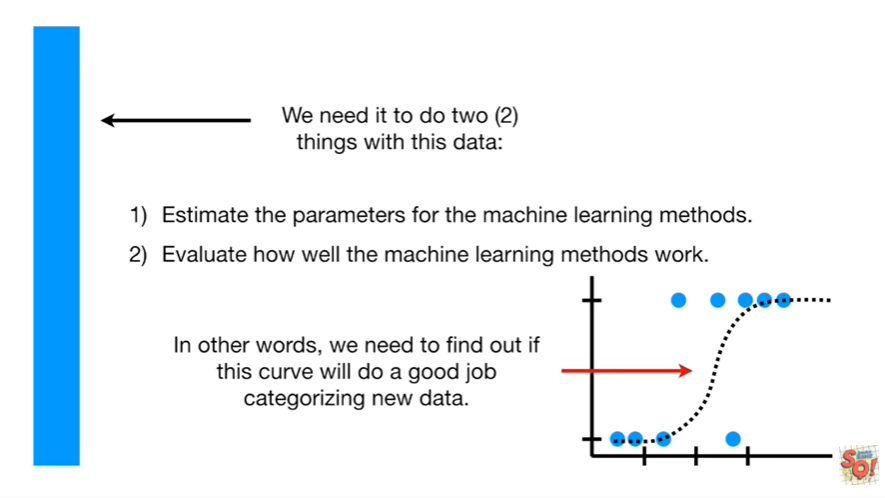 We need it to do two (2)
things with this data:
1) Estimate the parameters for the machine learning methods.
2) Evaluate how well the machine learning methods work.
In other words, we need to find out if
this curve will do a good job
categorizing new data.
SQ!